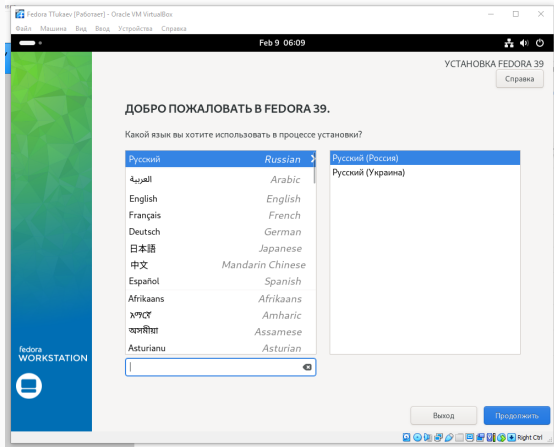 Fedora TTukaev [Работает] - Oracle VM VirtualBox
Файл Машина Вид Ввод Устройства Справка
Feb 9 06:09
УСТАНОВКА FEDORA 39
Справка
ДОБРО ПОЖАЛОВАТЬ В FEDORA 39.
Какой язык вы хотите использовать в процессе установки?
Русский Russian
Русский (Россия)
العربية Arabic
Русский (Украина)
English English
Français French
Deutsch German
日本語 Japanese
中文 Mandarin Chinese
Español Spanish
Afrikaans Afrikaans
አማርኛ Amharic
অসমীয়া Assamese
Asturianu Asturian
fedora
WORKSTATION
Выход
Продолжить
Right Ctrl